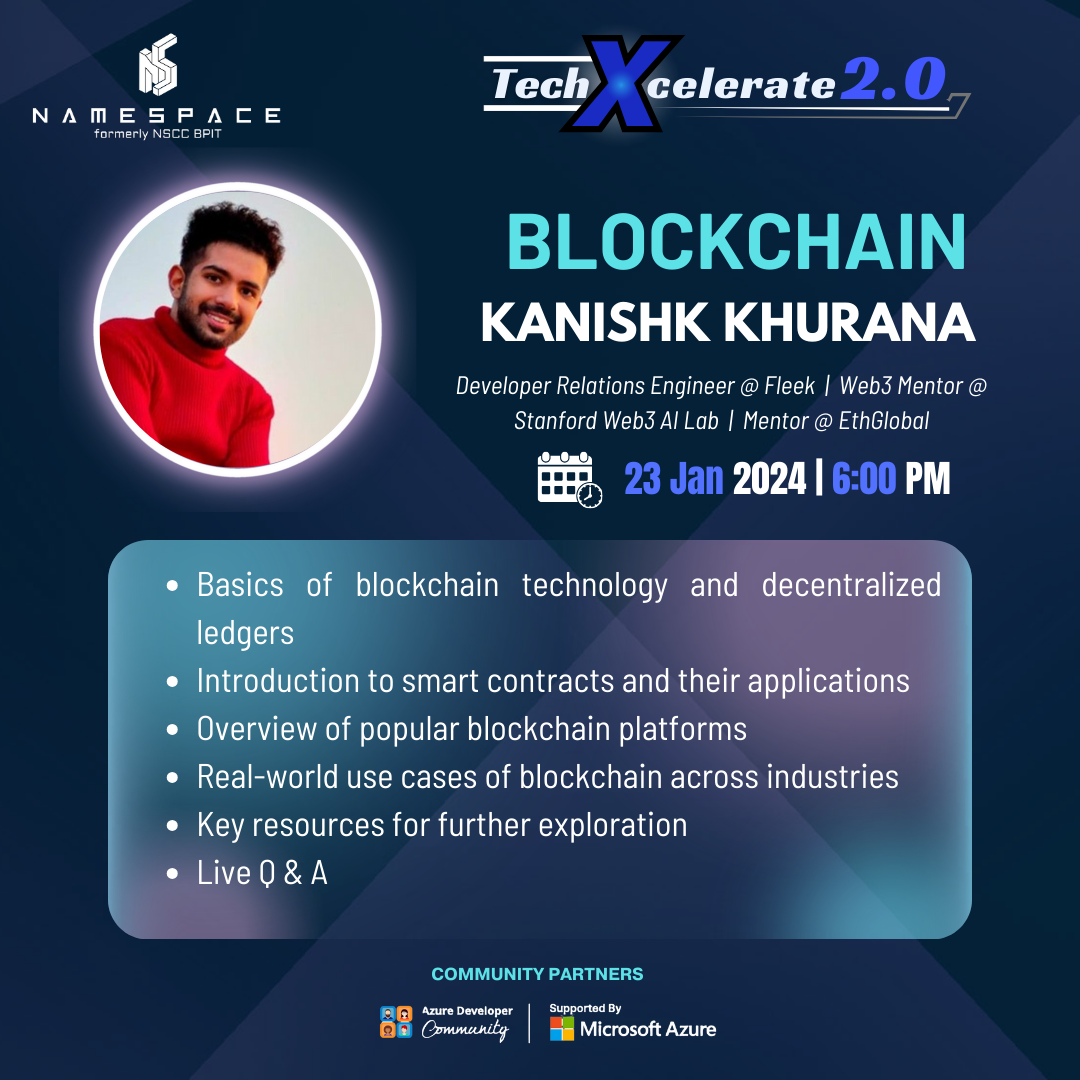 NAMESPACE
formerly NSCC BPIT
TechXcelerate 2.0
BLOCKCHAIN
KANISHK KHURANA
Developer Relations Engineer @ Fleek | Web3 Mentor @
Stanford Web3 AI Lab | Mentor @ EthGlobal
23 Jan 2024 | 6:00 PM
• Basics of blockchain technology and decentralized
ledgers
• Introduction to smart contracts and their applications
• Overview of popular blockchain platforms
• Real-world use cases of blockchain across industries
• Key resources for further exploration
• Live Q & A
COMMUNITY PARTNERS
Azure Developer
Community
Supported By
Microsoft Azure